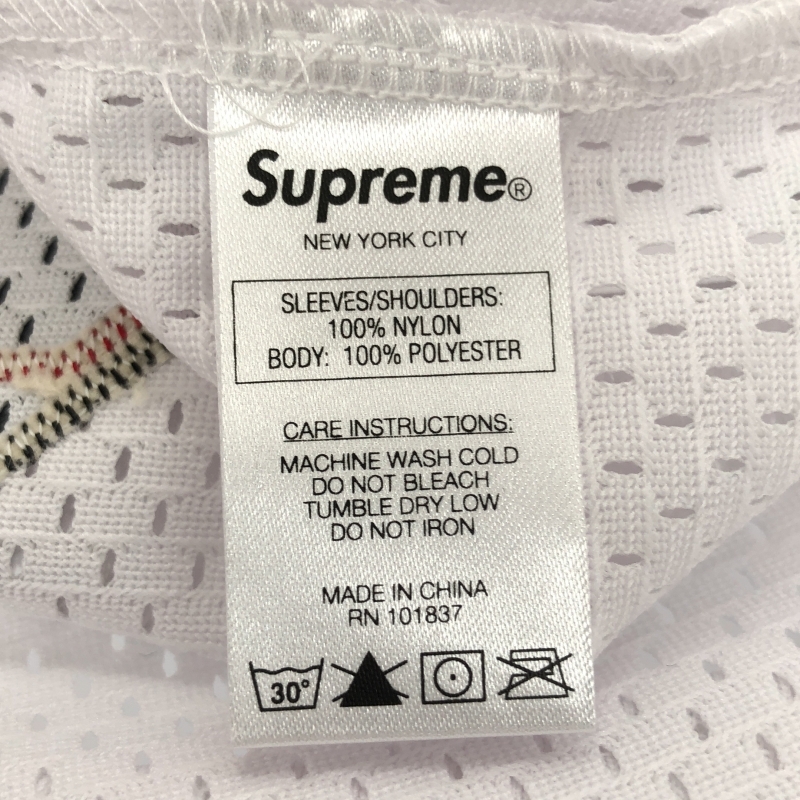 Supreme®
NEW YORK CITY
SLEEVES/SHOULDERS:
100% NYLON
BODY: 100% POLYESTER
CARE INSTRUCTIONS:
MACHINE WASH COLD
DO NOT BLEACH
TUMBLE DRY LOW
DO NOT IRON
MADE IN CHINA
RN 101837
30°